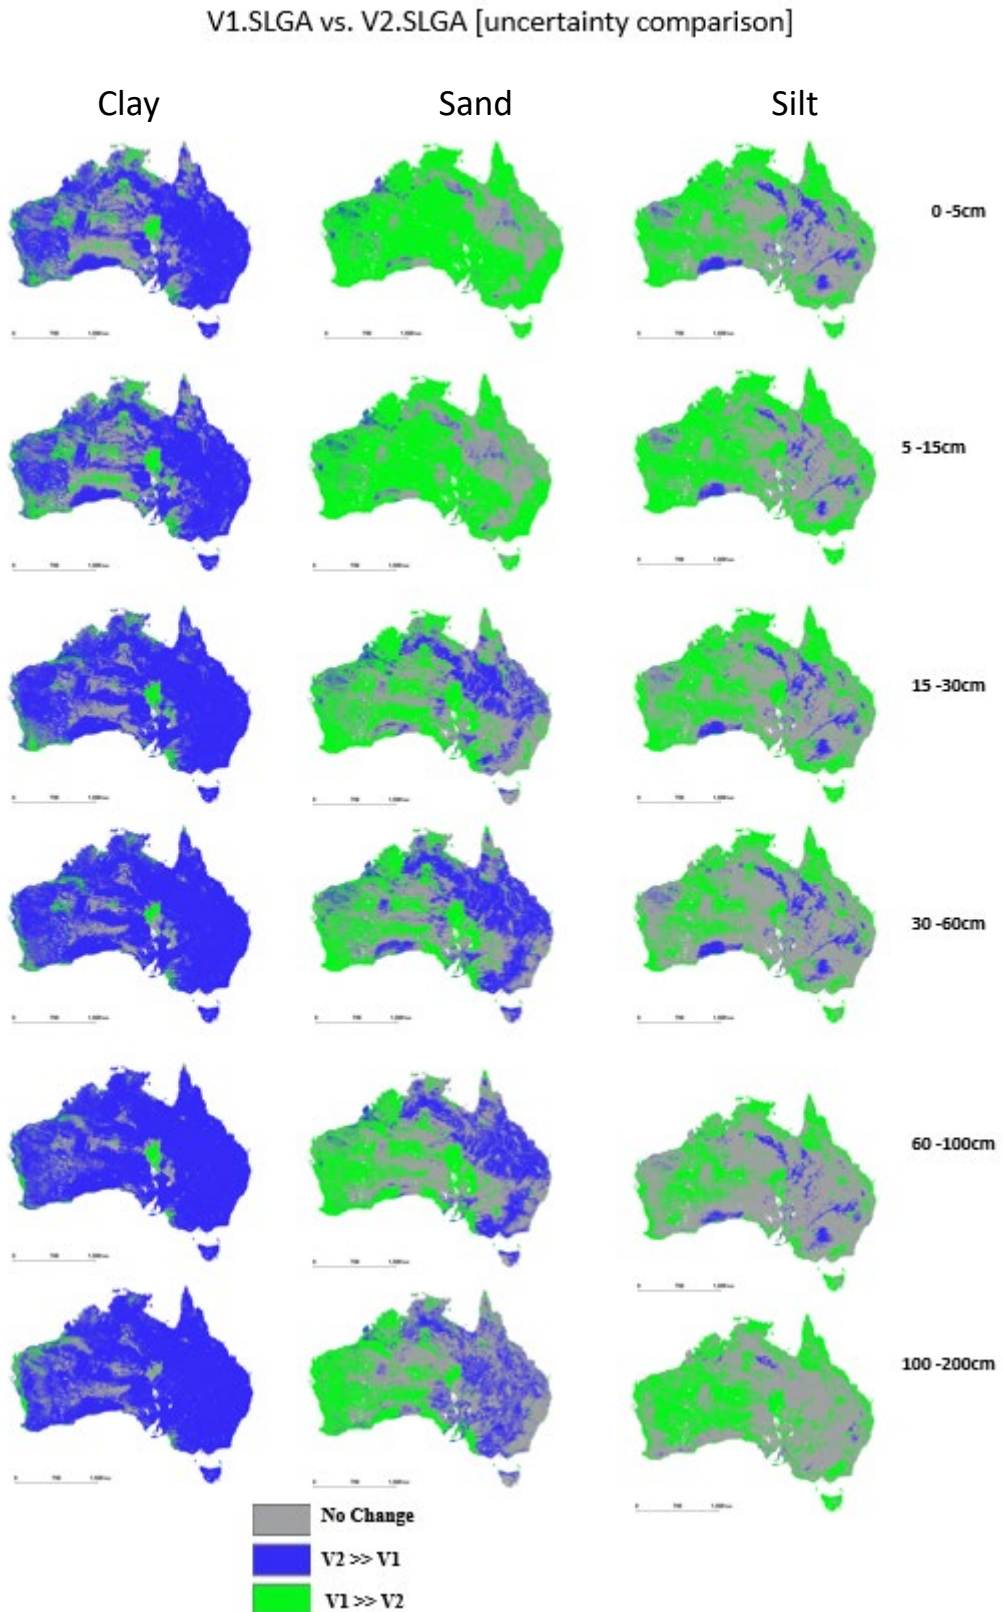 V1.SLGA vs. V2.SLGA [uncertainty comparison]
Clay Sand Silt
0 -5cm
5 -15cm
15 -30cm
30 -60cm
60 -100cm
100 -200cm
No Change
V2 >> V1
V1 >> V2